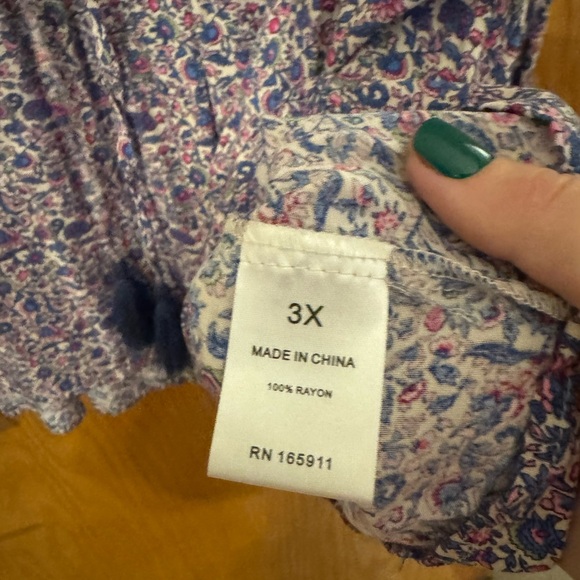 3X
MADE IN CHINA
100% RAYON
RN 165911